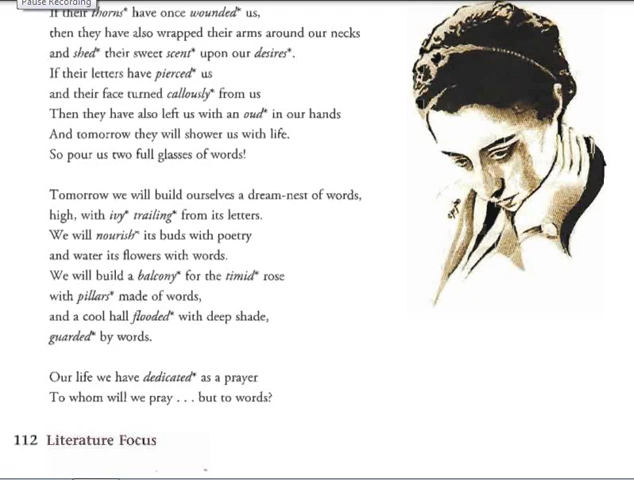 Pause Recording
If their thorns* have once wounded* us,
then they have also wrapped their arms around our necks
and shed* their sweet scent* upon our desires*.
If their letters have pierced* us
and their face turned callously* from us
Then they have also left us with an oud* in our hands
And tomorrow they will shower us with life.
So pour us two full glasses of words!
Tomorrow we will build ourselves a dream-nest of words,
high, with ivy* trailing* from its letters.
We will nourish* its buds with poetry
and water its flowers with words.
We will build a balcony* for the timid* rose
with pillars* made of words,
and a cool hall flooded* with deep shade,
guarded* by words.
Our life we have dedicated* as a prayer
To whom will we pray . . . but to words?
112 Literature Focus